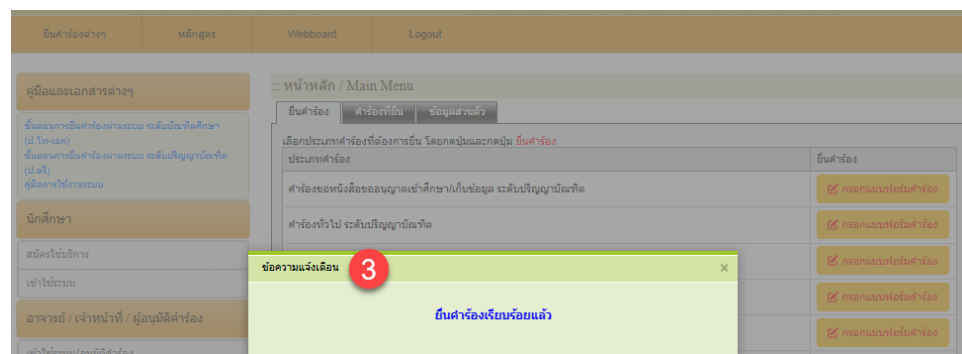 ยื่นคำร้องต่างๆ หลักสูตร Webboard Logout
คู่มือและเอกสารต่างๆ
ขั้นตอนการยื่นคำร้องผ่านระบบ ระดับบัณฑิตศึกษา
(ป.โท-เอก)
ขั้นตอนการยื่นคำร้องผ่านระบบ ระดับปริญญาบัณฑิต
(ป.ตรี)
คู่มือการใช้งานระบบ
นักศึกษา
สมัครใช้บริการ
เข้าใช้ระบบ
อาจารย์ / เจ้าหน้าที่ / ผู้อนุมัติคำร้อง
เข้าใช้ระบบ/อนุมัติคำร้อง
:: หน้าหลัก / Main Menu
ยื่นคำร้อง คำร้องที่ยื่น ข้อมูลส่วนตัว
เลือกประเภทคำร้องที่ต้องการยื่น โดยกดปุ่มและกดปุ่ม ยื่นคำร้อง
ประเภทคำร้อง ยื่นคำร้อง
คำร้องขอหนังสือขออนุญาตเข้าศึกษา/เก็บข้อมูล ระดับปริญญาบัณฑิต กรอกแบบฟอร์มคำร้อง
คำร้องทั่วไป ระดับปริญญาบัณฑิต กรอกแบบฟอร์มคำร้อง
กรอกแบบฟอร์มคำร้อง
กรอกแบบฟอร์มคำร้อง
กรอกแบบฟอร์มคำร้อง
ข้อความแจ้งเตือน 3 ×
ยื่นคำร้องเรียบร้อยแล้ว